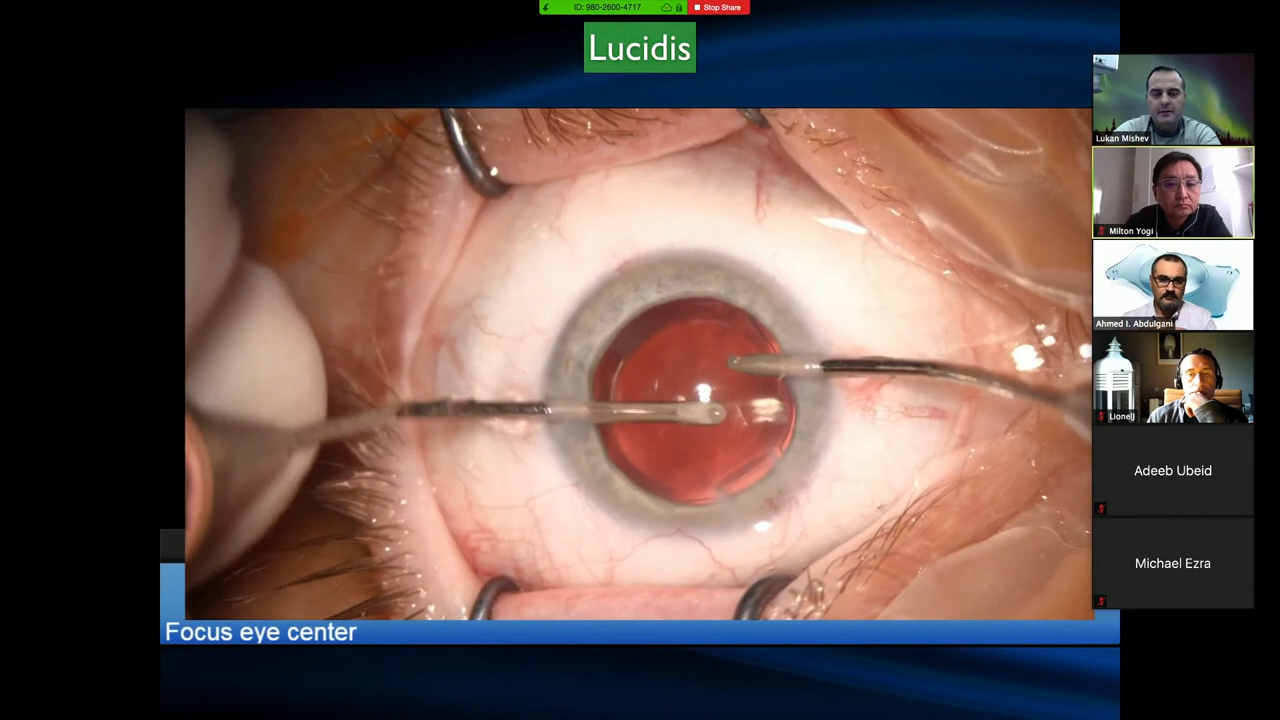 ID: 980-2600-4717
Stop Share
Lucidis
Lukan Mishev
Milton Yogi
Ahmed I. Abdulgani
LionelJ
Adeeb Ubeid
Michael Ezra
Focus eye center